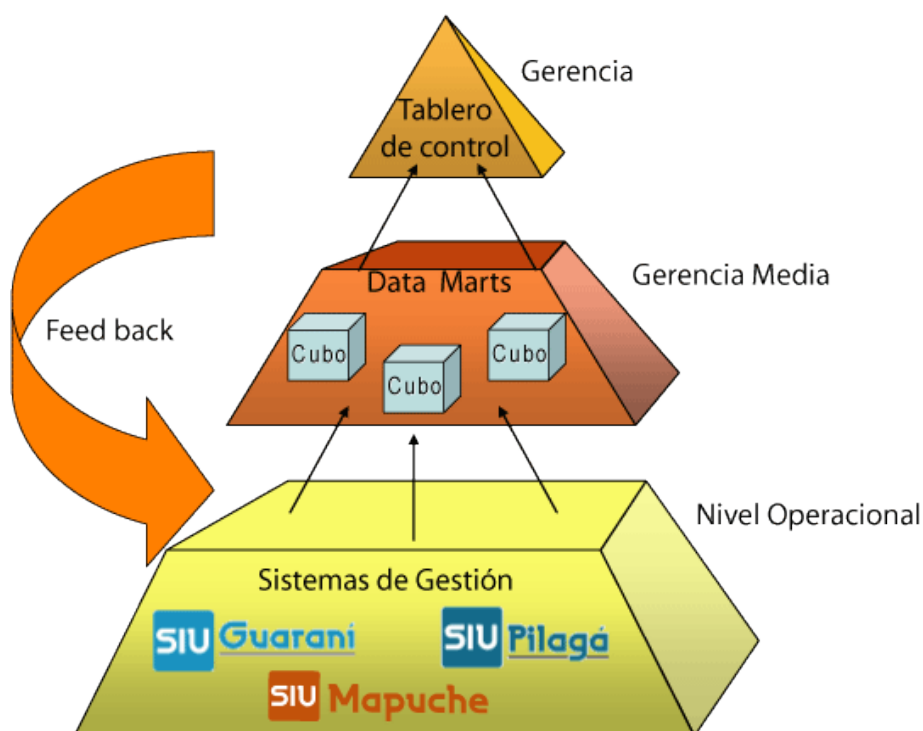 Gerencia
Tablero
de control
Data Marts
Gerencia Media
Cubo
Cubo
Cubo
Feed back
Nivel Operacional
Sistemas de Gestión
SIU Guaraní
SIU Pilagá
SIU Mapuche